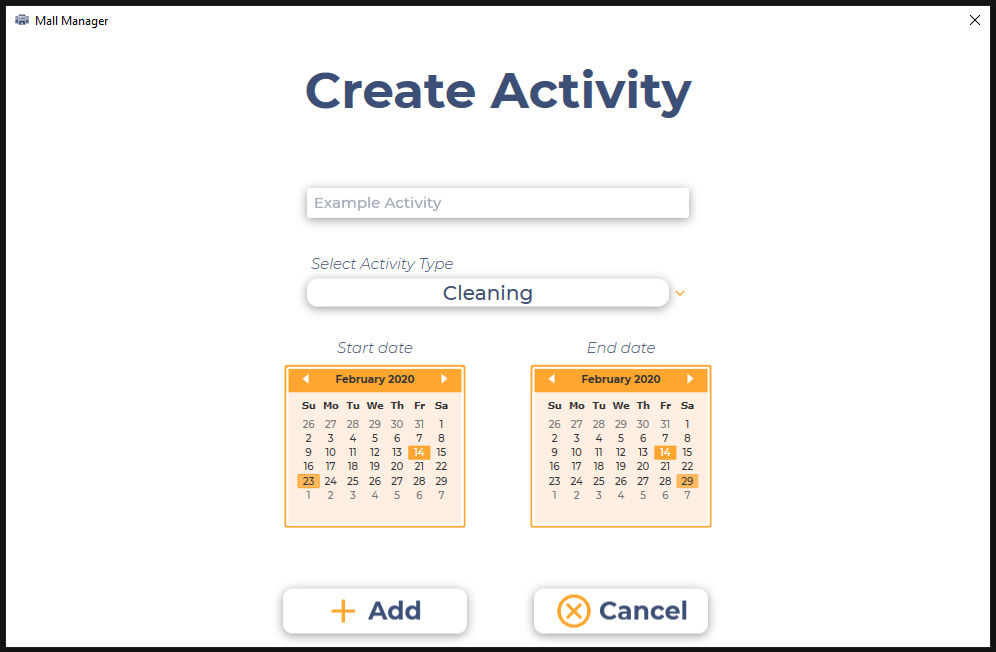 Mall Manager
Create Activity
Example Activity
Select Activity Type
Cleaning
Start date
February 2020
Su Mo Tu We Th Fr Sa
26 27 28 29 30 31 1
2 3 4 5 6 7 8
9 10 11 12 13 14 15
16 17 18 19 20 21 22
23 24 25 26 27 28 29
1 2 3 4 5 6 7
End date
February 2020
Su Mo Tu We Th Fr Sa
26 27 28 29 30 31 1
2 3 4 5 6 7 8
9 10 11 12 13 14 15
16 17 18 19 20 21 22
23 24 25 26 27 28 29
1 2 3 4 5 6 7
Add
Cancel